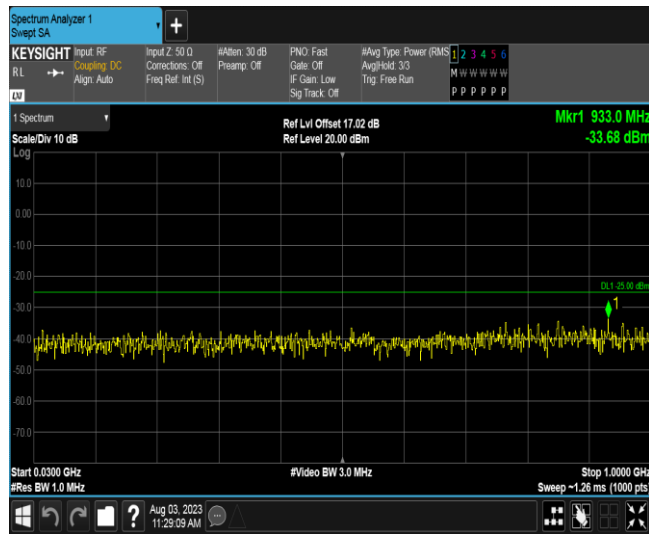 Spectrum Analyzer 1
Swept SA
+
KEYSIGHT
RL
LXI
Input: RF
Coupling: DC
Align: Auto
Input Z: 50 Ω
Corrections: Off
Freq Ref: Int (S)
#Atten: 30 dB
Preamp: Off
PNO: Fast
Gate: Off
IF Gain: Low
Sig Track: Off
#Avg Type: Power (RMS
Avg|Hold: 3/3
Trig: Free Run
1 2 3 4 5 6
M W W W W W
P P P P P P
1 Spectrum
Scale/Div 10 dB
Log
Ref Lvl Offset 17.02 dB
Ref Level 20.00 dBm
Mkr1 933.0 MHz
-33.68 dBm
10.0
0.00
-10.0
-20.0
-30.0
-40.0
-50.0
-60.0
-70.0
DL1 -25.00 dBm
1
Start 0.0300 GHz
#Res BW 1.0 MHz
#Video BW 3.0 MHz
Stop 1.0000 GHz
Sweep ~1.26 ms (1000 pts)
?
Aug 03, 2023
11:29:09 AM